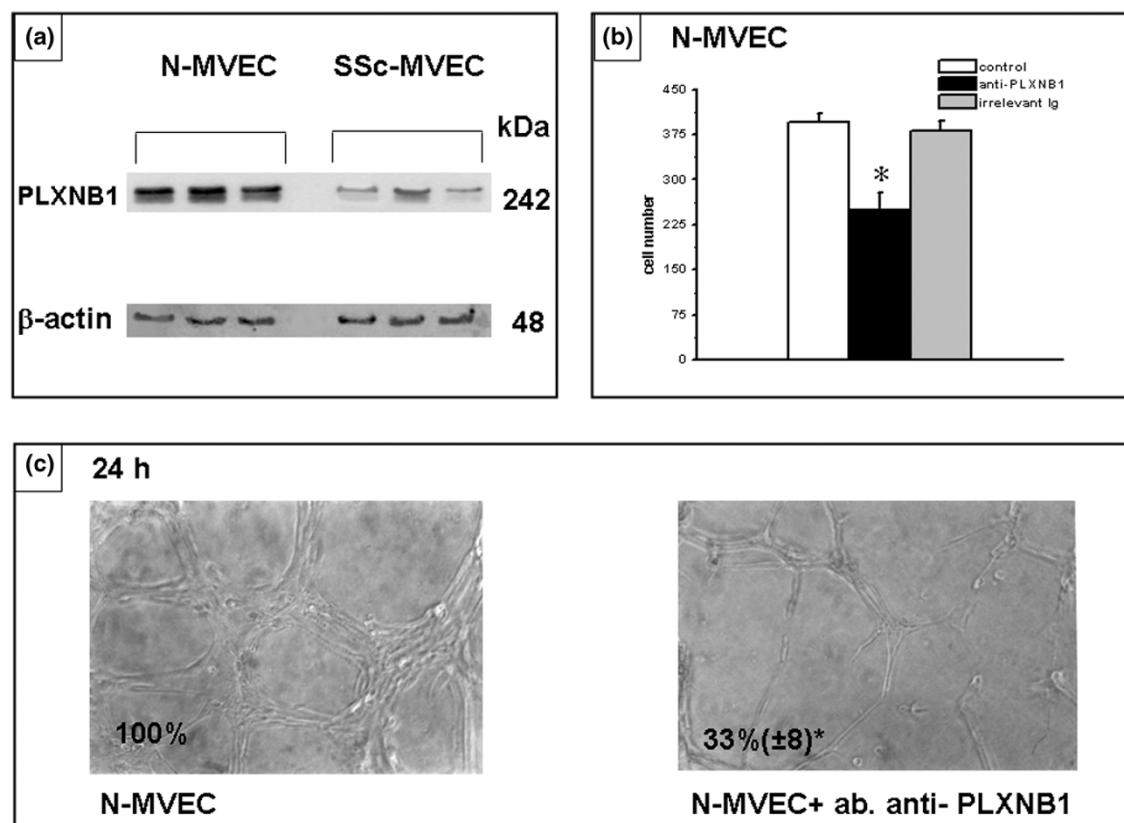 (a)
N-MVEC SSc-MVEC
kDa
PLXNB1 242
β-actin 48
(b) N-MVEC
control
anti-PLXNB1
irrelevant Ig
450
375
300
225
150
75
0
cell number
*
(c) 24 h
100%
33%(±8)*
N-MVEC
N-MVEC+ ab. anti- PLXNB1